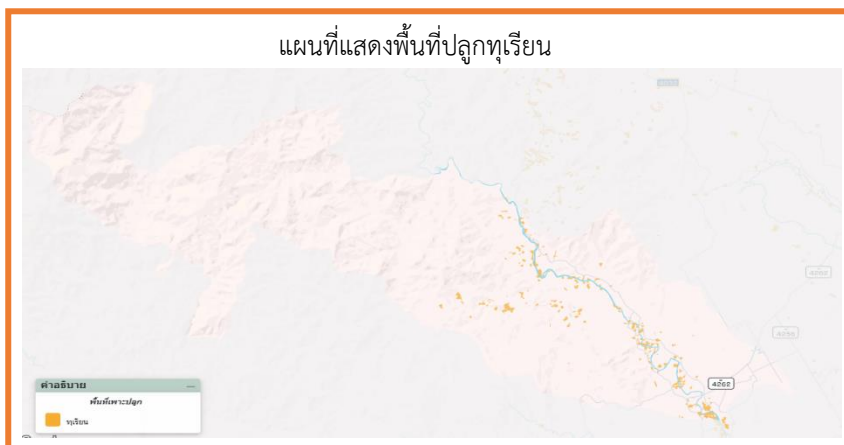 แผนที่แสดงพื้นที่ปลูกทุเรียน
4262
คำอธิบาย
พื้นที่เพาะปลูก
ทุเรียน